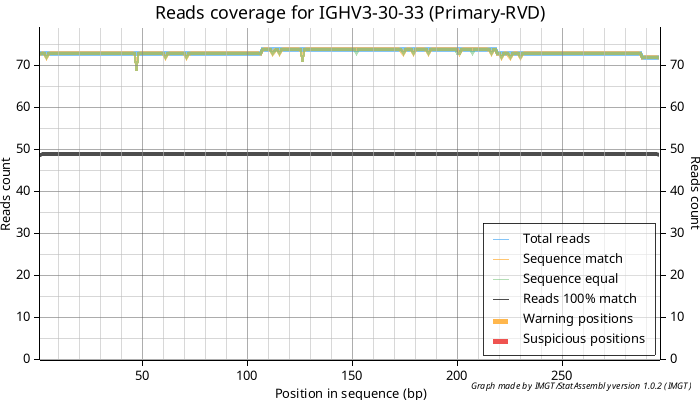 Reads coverage for IGHV3-30-33 (Primary-RVD)
70
60
50
40
30
20
10
0
Reads count
70
60
50
40
30
20
10
0
Reads count
Total reads
Sequence match
Sequence equal
Reads 100% match
Warning positions
Suspicious positions
50 100 150 200 250
Position in sequence (bp)
Graph made by IMGT/StatAssembly version 1.0.2 (IMGT)